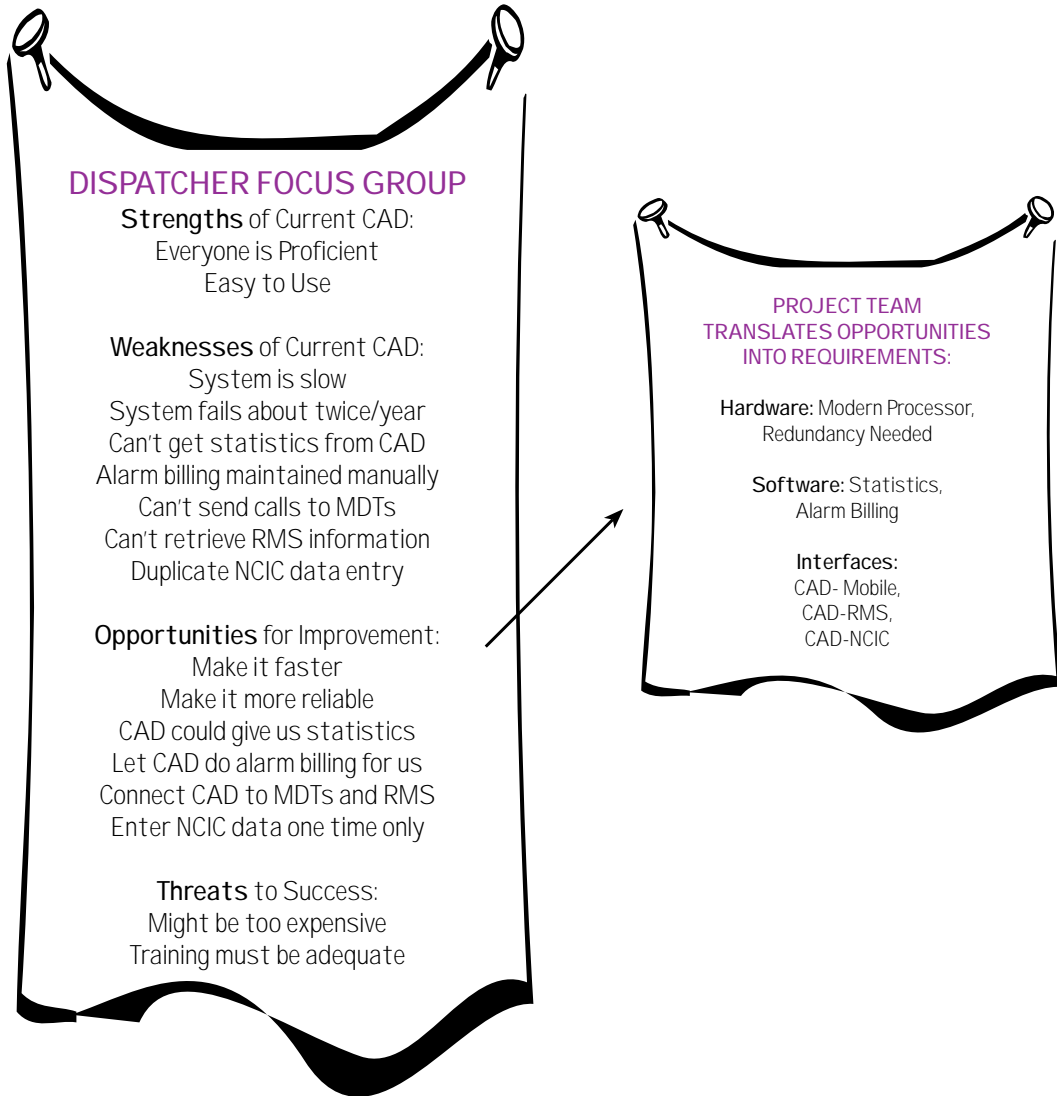 DISPATCHER FOCUS GROUP
Strengths of Current CAD:
Everyone is Proficient
Easy to Use
Weaknesses of Current CAD:
System is slow
System fails about twice/year
Can't get statistics from CAD
Alarm billing maintained manually
Can't send calls to MDTs
Can't retrieve RMS information
Duplicate NCIC data entry
Opportunities for Improvement:
Make it faster
Make it more reliable
CAD could give us statistics
Let CAD do alarm billing for us
Connect CAD to MDTs and RMS
Enter NCIC data one time only
Threats to Success:
Might be too expensive
Training must be adequate
PROJECT TEAM
TRANSLATES OPPORTUNITIES
INTO REQUIREMENTS:
Hardware: Modern Processor,
Redundancy Needed
Software: Statistics,
Alarm Billing
Interfaces:
CAD- Mobile,
CAD-RMS,
CAD-NCIC